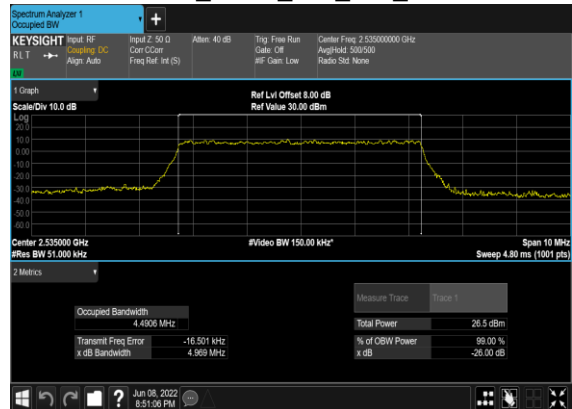 Spectrum Analyzer 1
Occupied BW
+
KEYSIGHT Input: RF Input Z: 50 Ω Atten: 40 dB Trig: Free Run Center Freq: 2.535000000 GHz
RLT Coupling: DC Corr CCorr Gate: Off Avg|Hold: 500/500
Align: Auto Freq Ref: Int (S) #IF Gain: Low Radio Std: None
1 Graph
Ref Lvl Offset 8.00 dB
Scale/Div 10.0 dB Ref Value 30.00 dBm
Log
20.0
10.0
0.00
-10.0
-20.0
-30.0
-40.0
-50.0
-60.0
Center 2.535000 GHz #Video BW 150.00 kHz* Span 10 MHz
#Res BW 51.000 kHz Sweep 4.80 ms (1001 pts)
2 Metrics
Measure Trace Trace 1
Occupied Bandwidth
4.4906 MHz Total Power 26.5 dBm
Transmit Freq Error -16.501 kHz % of OBW Power 99.00 %
x dB Bandwidth 4.969 MHz x dB -26.00 dB
? Jun 08, 2022
8:51:06 PM